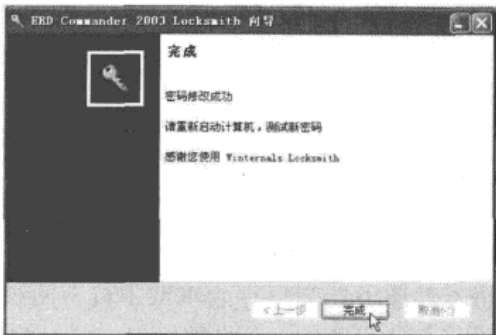 ERD Commander 2003 Locksmith 向导
完成
密码修改成功
请重新启动计算机，测试新密码
感谢您使用 Winternals Locksmith
<上一步 完成 取消